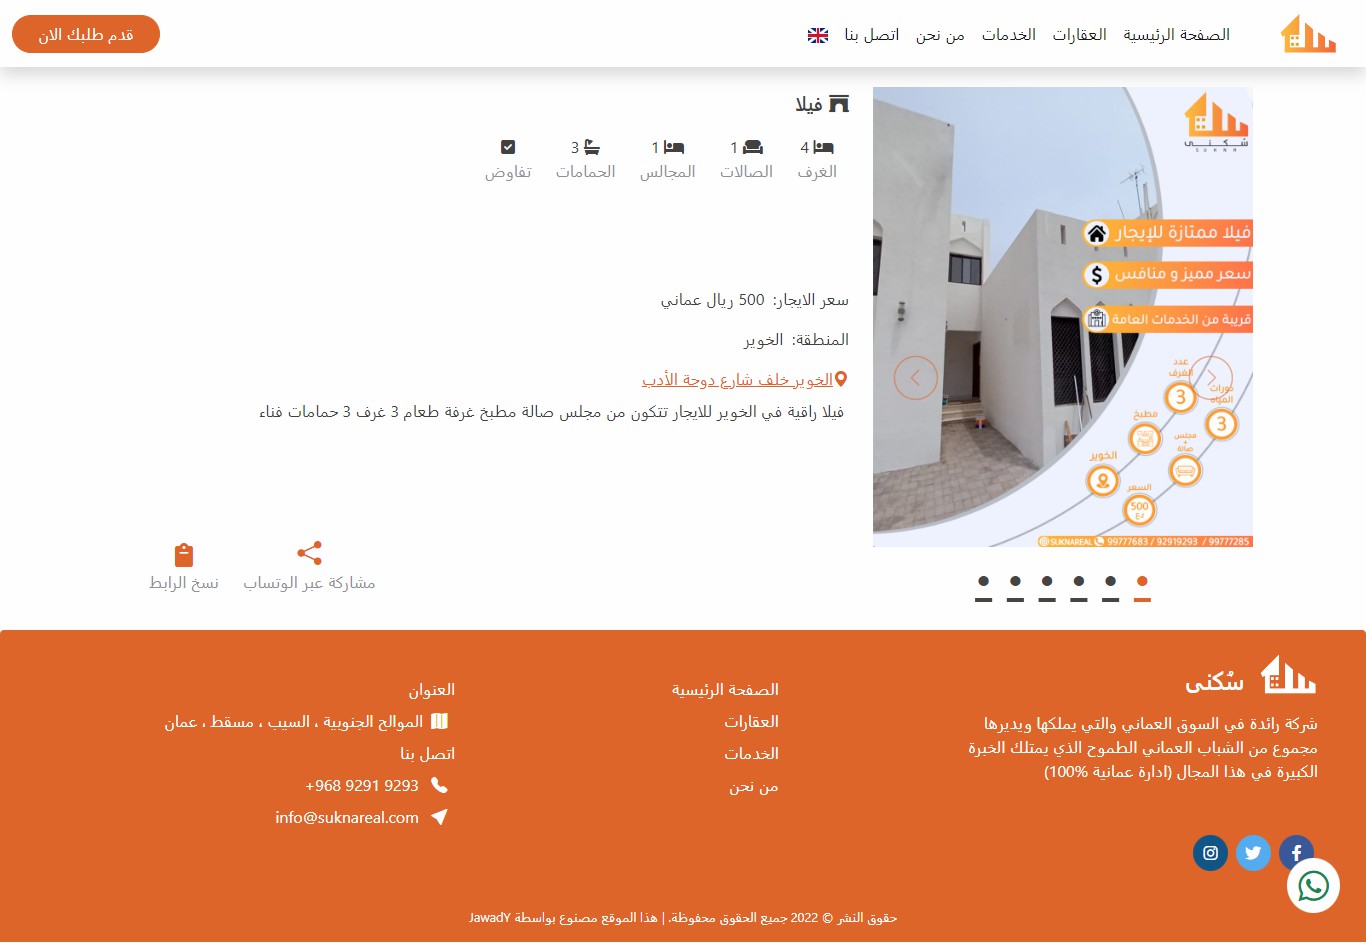 الصفحة الرئيسية العقارات الخدمات من نحن اتصل بنا
قدم طلبك الان
سُكنى
SUKNA
فيلا ممتازة للإيجار
سعر مميز و منافس
قريبة من الخدمات العامة
عدد
الغرف
3
دورات
المياه
3
مطبخ
مجلس
+
صالة
الخوير
السعر
500
ر.ع
SUKNAREAL 99777683 / 92919293 / 99777285
فيلا
4 1 1 3
الغرف الصالات المجالس الحمامات تفاوض
سعر الايجار: 500 ريال عماني
المنطقة: الخوير
الخوير خلف شارع دوحة الأدب
فيلا راقية في الخوير للايجار تتكون من مجلس صالة مطبخ غرفة طعام 3 غرف 3 حمامات فناء
مشاركة عبر الوتساب
نسخ الرابط
سُكنى
شركة رائدة في السوق العماني والتي يملكها ويديرها
مجموع من الشباب العماني الطموح الذي يمتلك الخبرة
الكبيرة في هذا المجال (ادارة عمانية 100%)
الصفحة الرئيسية
العقارات
الخدمات
من نحن
العنوان
الموالح الجنوبية ، السيب ، مسقط ، عمان
اتصل بنا
+968 9291 9293
info@suknareal.com
حقوق النشر © 2022 جميع الحقوق محفوظة. | هذا الموقع مصنوع بواسطة JawadY